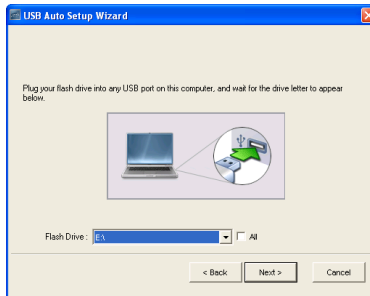 USB Auto Setup Wizard
Plug your flash drive into any USB port on this computer, and wait for the drive letter to appear
below.
Flash Drive : E:\ All
< Back Next > Cancel